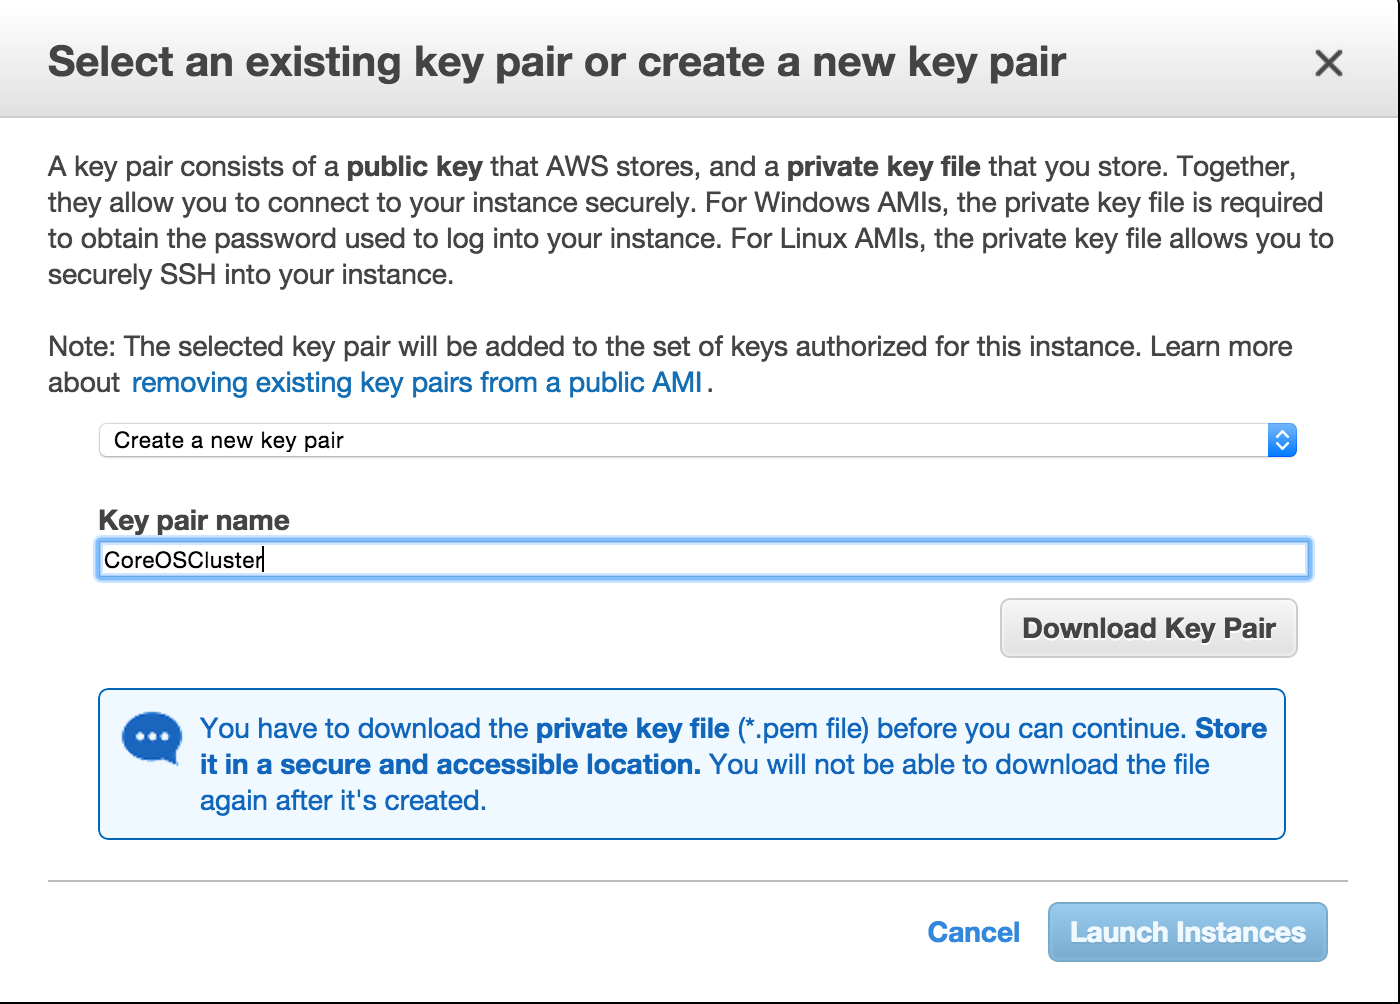 Select an existing key pair or create a new key pair
A key pair consists of a public key that AWS stores, and a private key file that you store. Together,
they allow you to connect to your instance securely. For Windows AMIs, the private key file is required
to obtain the password used to log into your instance. For Linux AMIs, the private key file allows you to
securely SSH into your instance.
Note: The selected key pair will be added to the set of keys authorized for this instance. Learn more
about removing existing key pairs from a public AMI.
Create a new key pair
Key pair name
CoreOSCluster
Download Key Pair
You have to download the private key file (*.pem file) before you can continue. Store
it in a secure and accessible location. You will not be able to download the file
again after it's created.
Cancel
Launch Instances